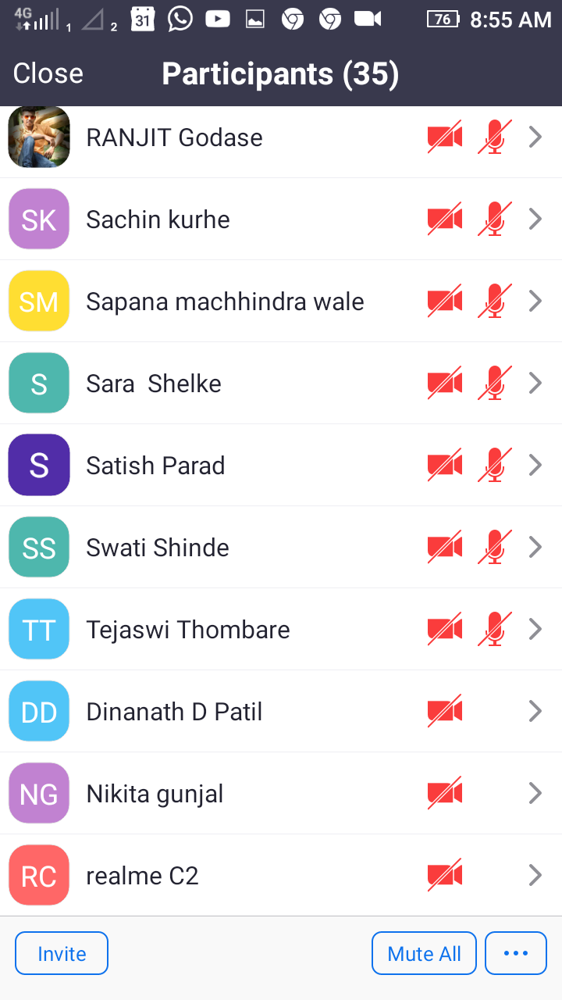 4G 1 2 31 76 8:55 AM
Close Participants (35)
RANJIT Godase
SK Sachin kurhe
SM Sapana machhindra wale
S Sara  Shelke
S Satish Parad
SS Swati Shinde
TT Tejaswi Thombare
DD Dinanath D Patil
NG Nikita gunjal
RC realme C2
Invite Mute All ...